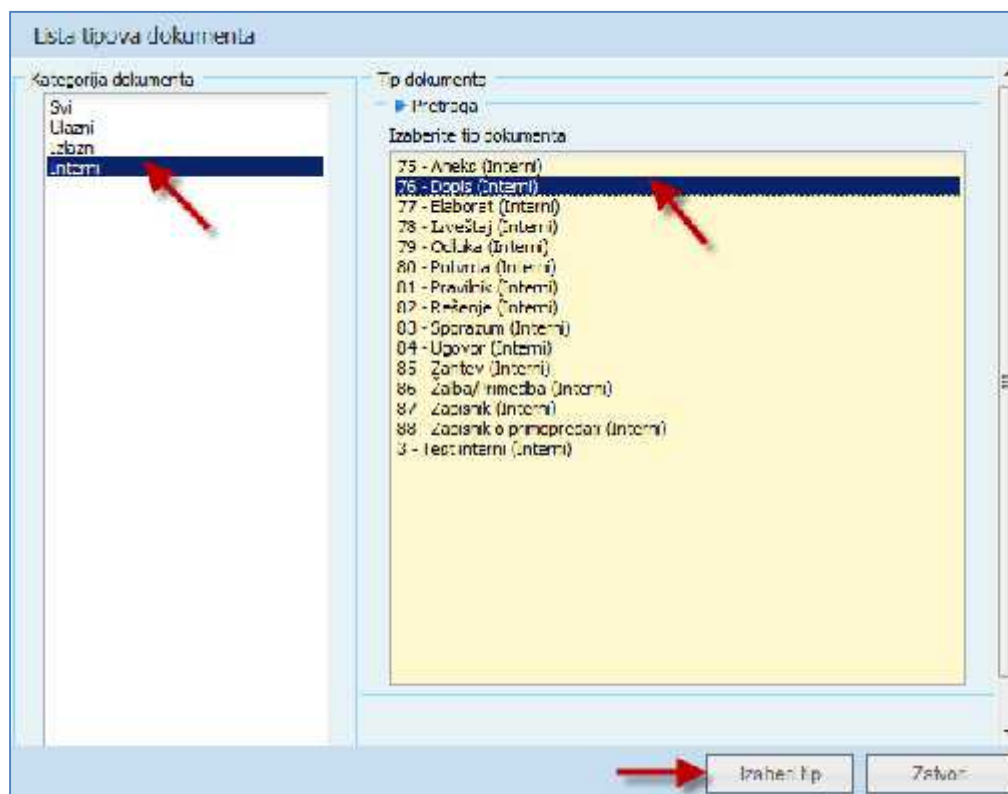 Lista tipova dokumenta
Kategorija dokumenta
Svi
Ulazni
Izlazni
Interni
Tip dokumenta
Pretraga
Izaberite tip dokumenta
75 - Aneks (Interni)
76 - Dopis (Interni)
77 - Elaborat (Interni)
78 - Izveštaj (Interni)
79 - Odluka (Interni)
80 - Potvrda (Interni)
81 - Pravilnik (Interni)
82 - Rešenje (Interni)
83 - Sporazum (Interni)
84 - Ugovor (Interni)
85 - Zahtev (Interni)
86 - Žalba/Primedba (Interni)
87 - Zapisnik (Interni)
88 - Zapisnik o primopredaji (Interni)
3 - Test interni (Interni)
Izaberi tip
Zatvori